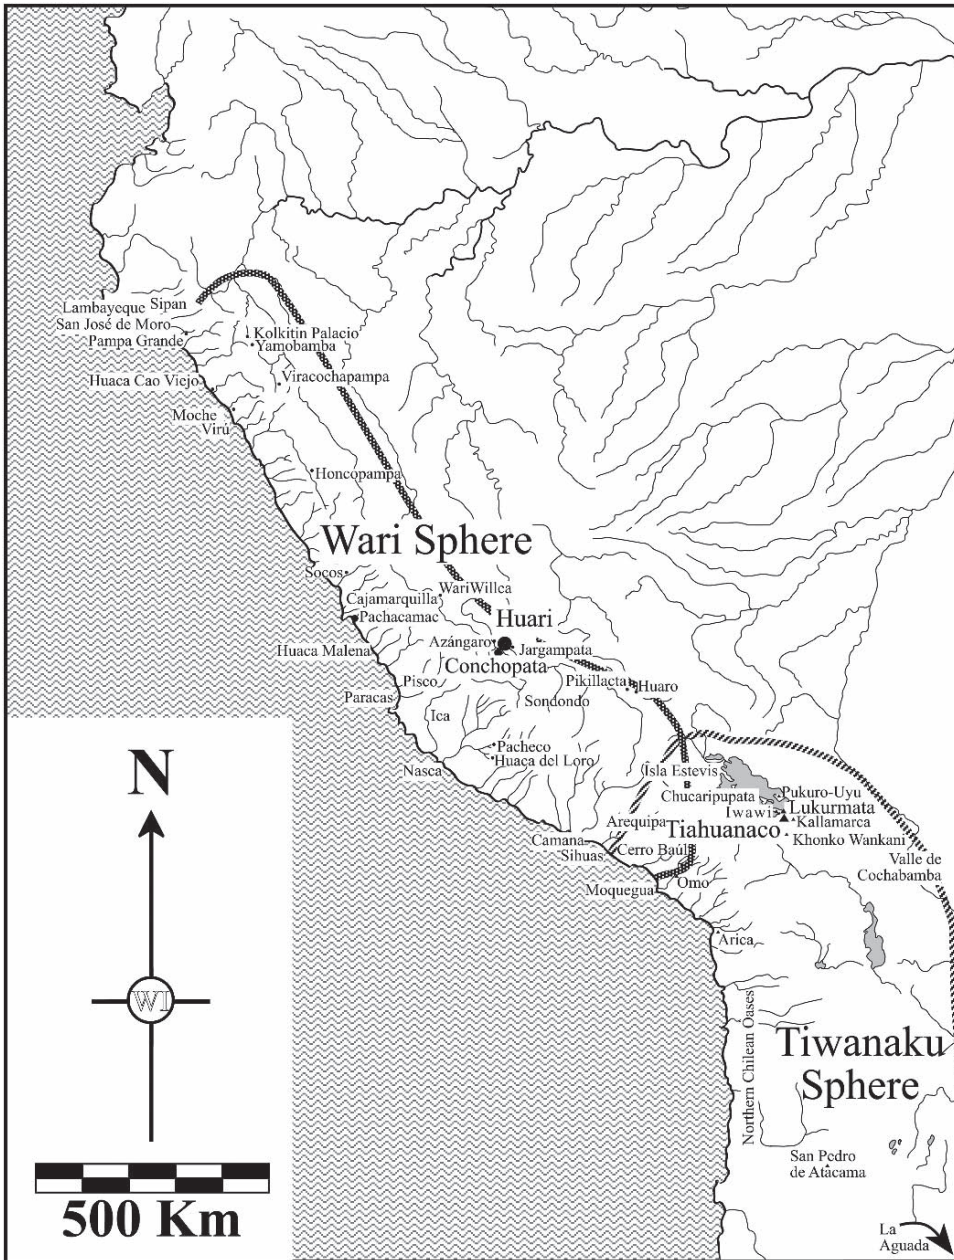 Lambayeque Sipan
San José de Moro
Pampa Grande
Kolkitin Palacio
Yamobamba
Huaca Cao Viejo
Viracochapampa
Moche
Virú
Honcopampa
Wari Sphere
Socos
WariWillca
Cajamarquilla
Pachacamac
Huari
Azángaro
Jargampata
Huaca Malena
Conchopata
Pisco
Pikillacta
Huaro
Paracas
Sondondo
Ica
Pacheco
Huaca del Loro
Nasca
Isla Estevis
Chucaripupata
Pukuro-Uyu
Iwawis
Lukurmata
Arequipa
Kallamarca
Tiahuanaco
Khonko Wankani
Camana
Sihuas
Cerro Baúl
Valle de
Cochabamba
Moquegua
Omo
Arica
N
WI
500 Km
Northern Chilean Oases
Tiwanaku
Sphere
San Pedro
de Atacama
La
Aguada